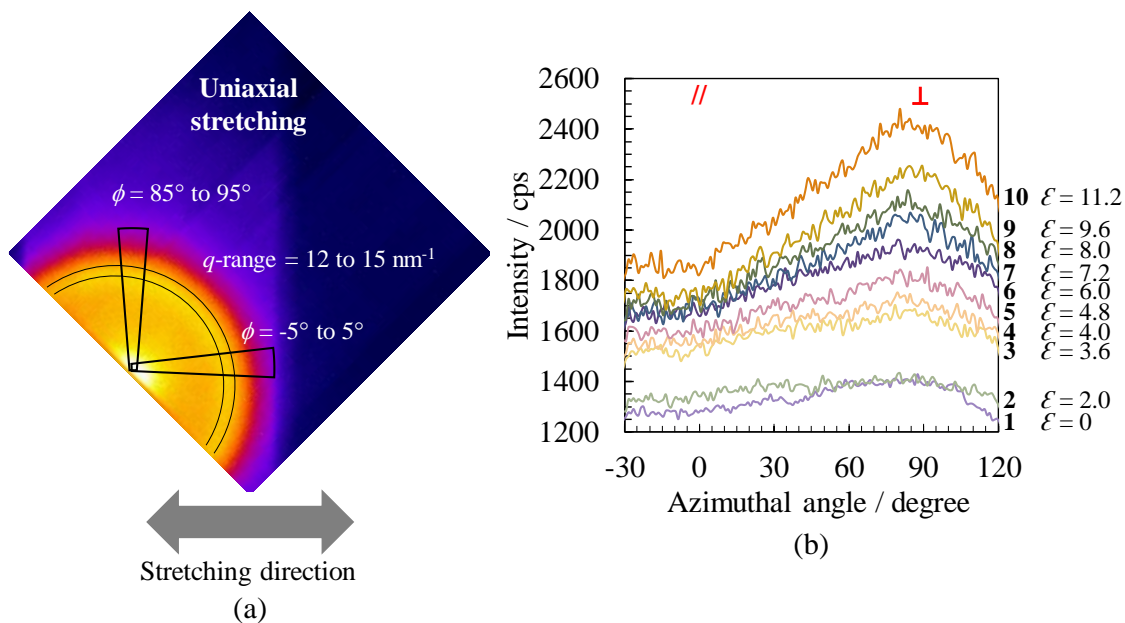 Uniaxial
stretching
ϕ = 85° to 95°
q-range = 12 to 15 nm⁻¹
ϕ = -5° to 5°
Stretching direction
(a)
2600
2400
2200
2000
1800
1600
1400
1200
Intensity / cps
// ⊥
10 ℰ = 11.2
9 ℰ = 9.6
8 ℰ = 8.0
7 ℰ = 7.2
6 ℰ = 6.0
5 ℰ = 4.8
4 ℰ = 4.0
3 ℰ = 3.6
2 ℰ = 2.0
1 ℰ = 0
-30 0 30 60 90 120
Azimuthal angle / degree
(b)